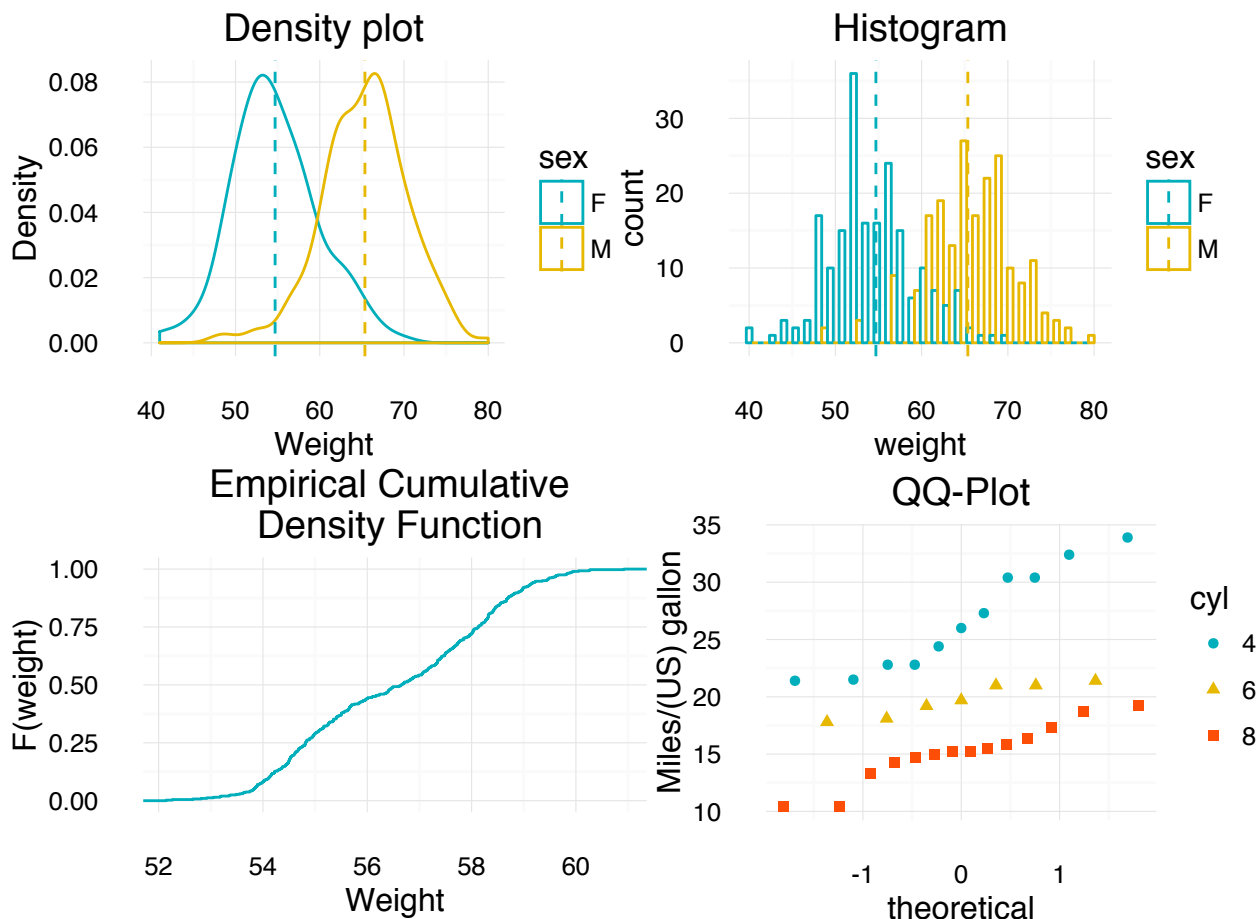 Density plot
0.08
0.06
0.04
0.02
0.00
Density
40 50 60 70 80
Weight
sex
F
M
Histogram
30
20
10
0
count
40 50 60 70 80
weight
sex
F
M
Empirical Cumulative
Density Function
1.00
0.75
0.50
0.25
0.00
F(weight)
52 54 56 58 60
Weight
QQ-Plot
35
30
25
20
15
10
Miles/(US) gallon
-1 0 1
theoretical
cyl
4
6
8